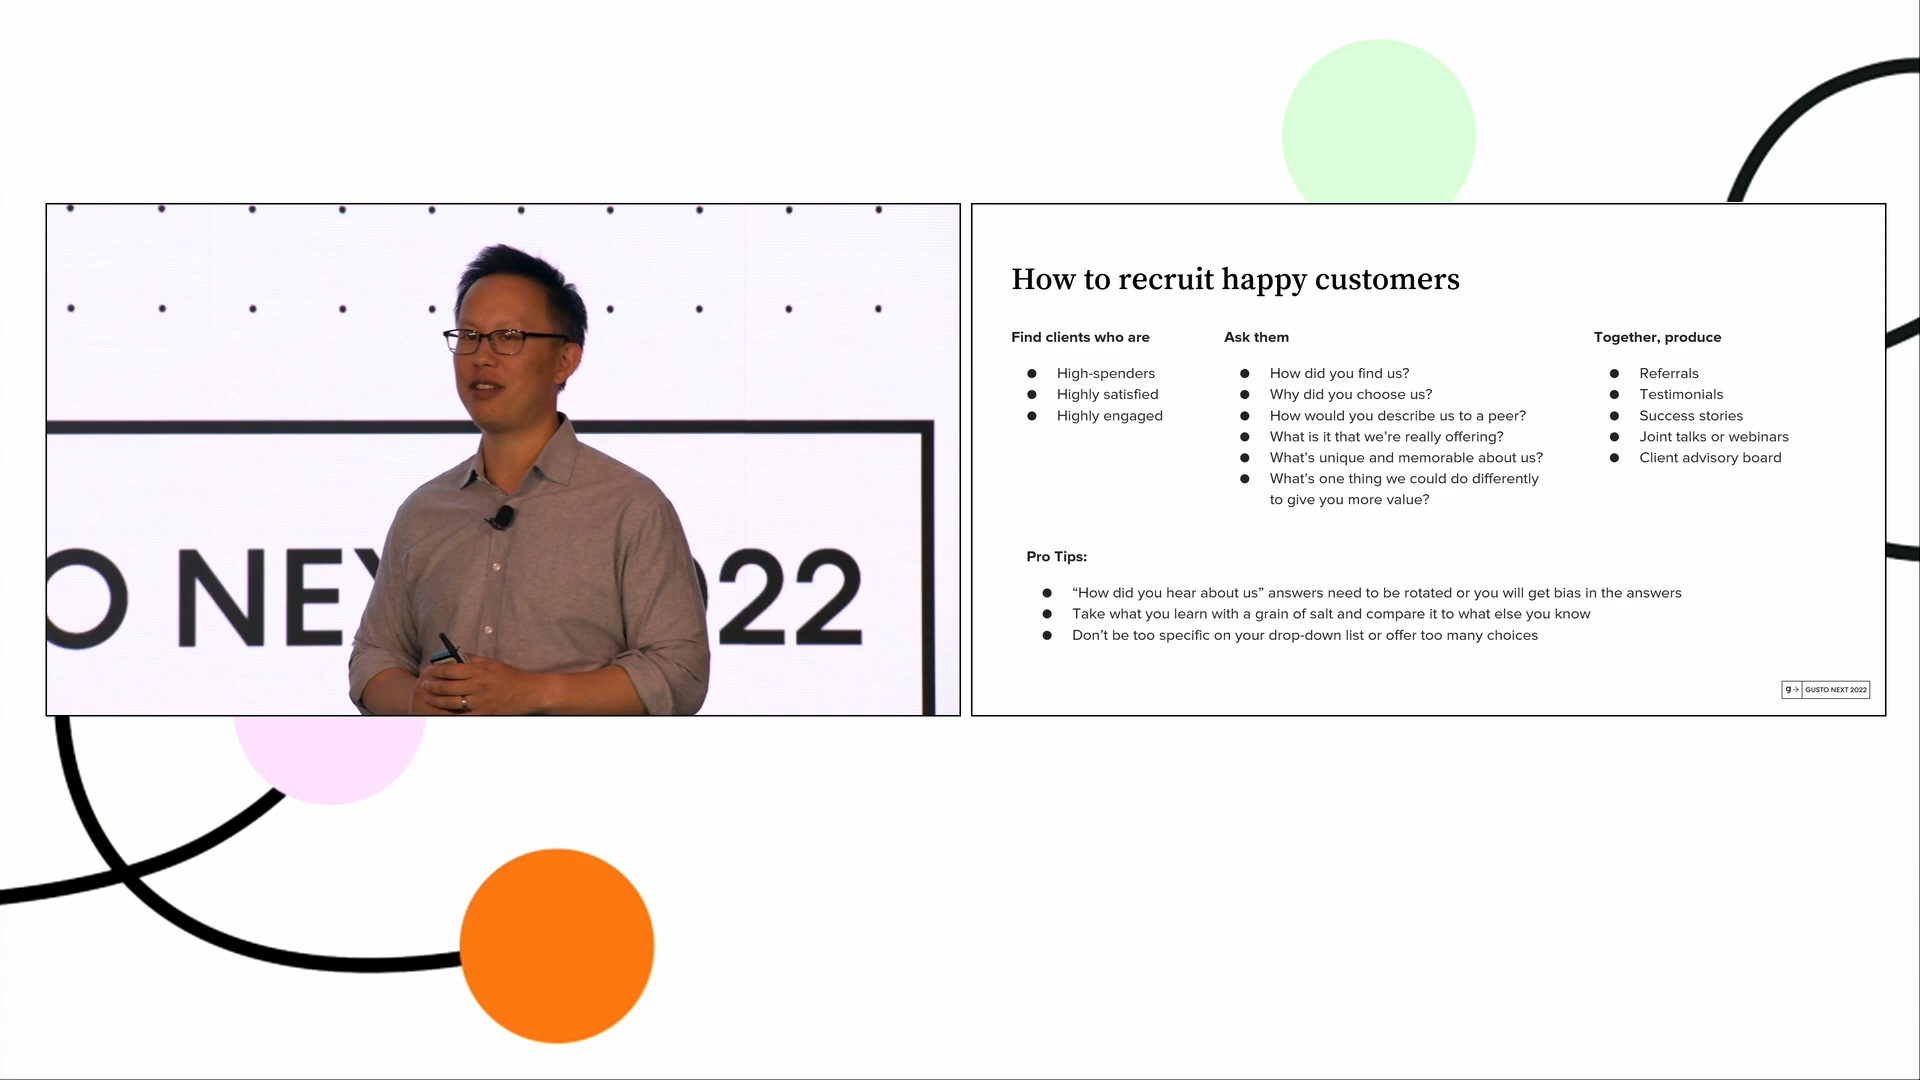 O NEX 022
How to recruit happy customers
Find clients who are
● High-spenders
● Highly satisfied
● Highly engaged
Ask them
● How did you find us?
● Why did you choose us?
● How would you describe us to a peer?
● What is it that we’re really offering?
● What’s unique and memorable about us?
● What’s one thing we could do differently
to give you more value?
Together, produce
● Referrals
● Testimonials
● Success stories
● Joint talks or webinars
● Client advisory board
Pro Tips:
● “How did you hear about us” answers need to be rotated or you will get bias in the answers
● Take what you learn with a grain of salt and compare it to what else you know
● Don’t be too specific on your drop-down list or offer too many choices
g→ GUSTO NEXT 2022